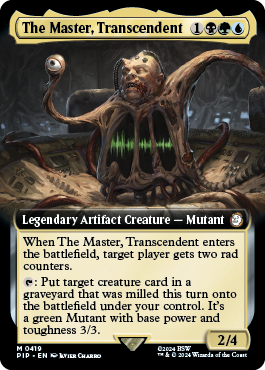 The Master, Transcendent 1
Legendary Artifact Creature — Mutant
When The Master, Transcendent enters
the battlefield, target player gets two rad
counters.
: Put target creature card in a
graveyard that was milled this turn onto
the battlefield under your control. It's
a green Mutant with base power and
toughness 3/3.
2/4
M 0419
PIP • EN Javier Charro
©2024 BSW
™ & © 2024 Wizards of the Coast